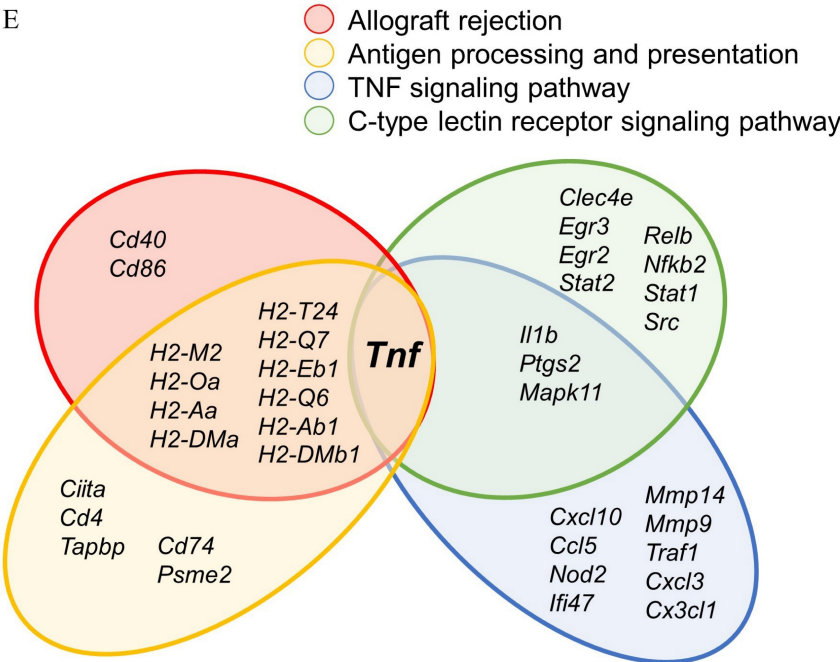 E
Allograft rejection
Antigen processing and presentation
TNF signaling pathway
C-type lectin receptor signaling pathway
Cd40
Cd86
H2-M2
H2-Oa
H2-Aa
H2-DMa
H2-T24
H2-Q7
H2-Eb1
H2-Q6
H2-Ab1
H2-DMb1
Tnf
Clec4e
Egr3
Egr2
Stat2
Relb
Nfkb2
Stat1
Src
Il1b
Ptgs2
Mapk11
Ciita
Cd4
Tapbp
Cd74
Psme2
Cxcl10
Ccl5
Nod2
Ifi47
Mmp14
Mmp9
Traf1
Cxcl3
Cx3cl1